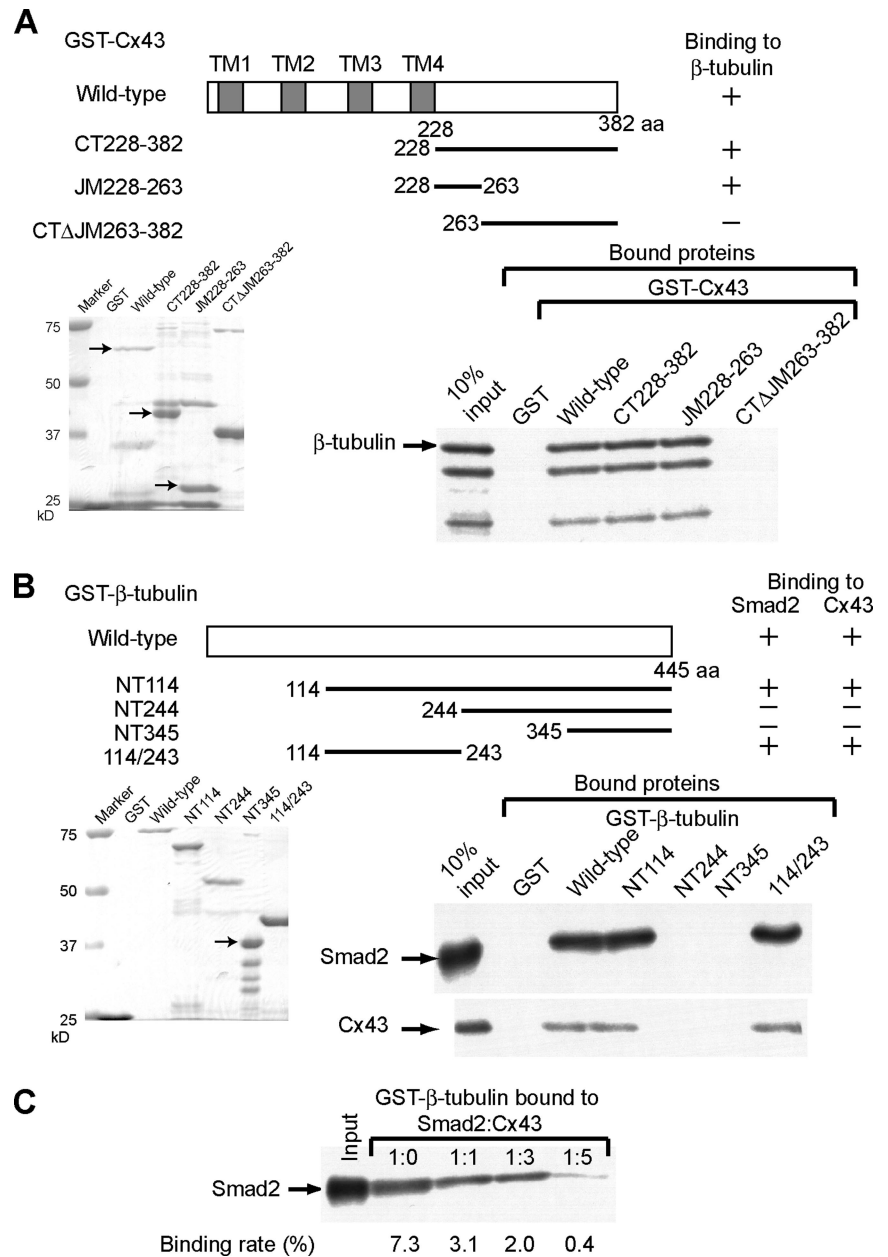 A
GST-Cx43
TM1 TM2 TM3 TM4
Binding to
β-tubulin
Wild-type +
228 382 aa
CT228-382 228 +
JM228-263 228 263 +
CTΔJM263-382 263 −
Marker GST Wild-type CT228-382 JM228-263 CTΔJM263-382
75
50
37
25
kD
Bound proteins
GST-Cx43
10% input GST Wild-type CT228-382 JM228-263 CTΔJM263-382
β-tubulin
B
GST-β-tubulin
Binding to
Smad2 Cx43
Wild-type + +
445 aa
NT114 114 + +
NT244 244 − −
NT345 345 − −
114/243 114 243 + +
Marker GST Wild-type NT114 NT244 NT345 114/243
75
50
37
25
kD
Bound proteins
GST-β-tubulin
10% input GST Wild-type NT114 NT244 NT345 114/243
Smad2
Cx43
C
GST-β-tubulin bound to
Smad2:Cx43
Input 1:0 1:1 1:3 1:5
Smad2
Binding rate (%) 7.3 3.1 2.0 0.4